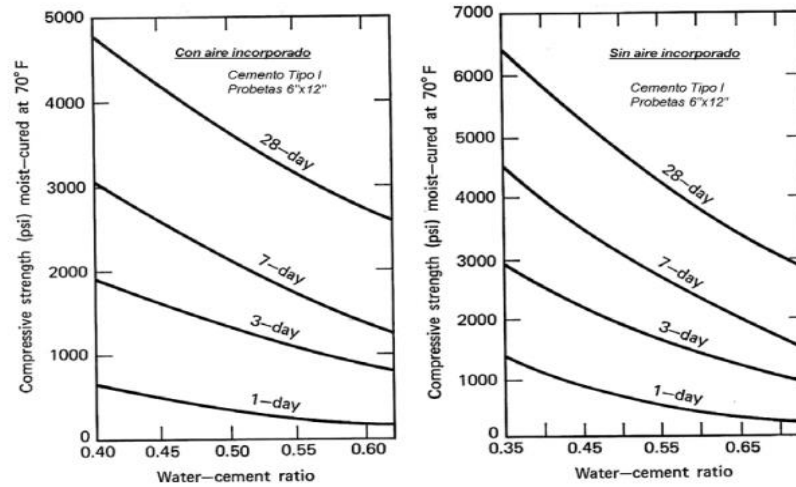 Compressive strength (psi) moist-cured at 70°F
5000
4000
3000
2000
1000
0
Con aire incorporado
Cemento Tipo I
Probetas 6"x12"
28-day
7-day
3-day
1-day
0.40
0.45
0.50
0.55
0.60
Water-cement ratio
Compressive strength (psi) moist-cured at 70°F
7000
6000
5000
4000
3000
2000
1000
0
Sin aire incorporado
Cemento Tipo I
Probetas 6"x12"
28-day
7-day
3-day
1-day
0.35
0.45
0.55
0.65
Water-cement ratio